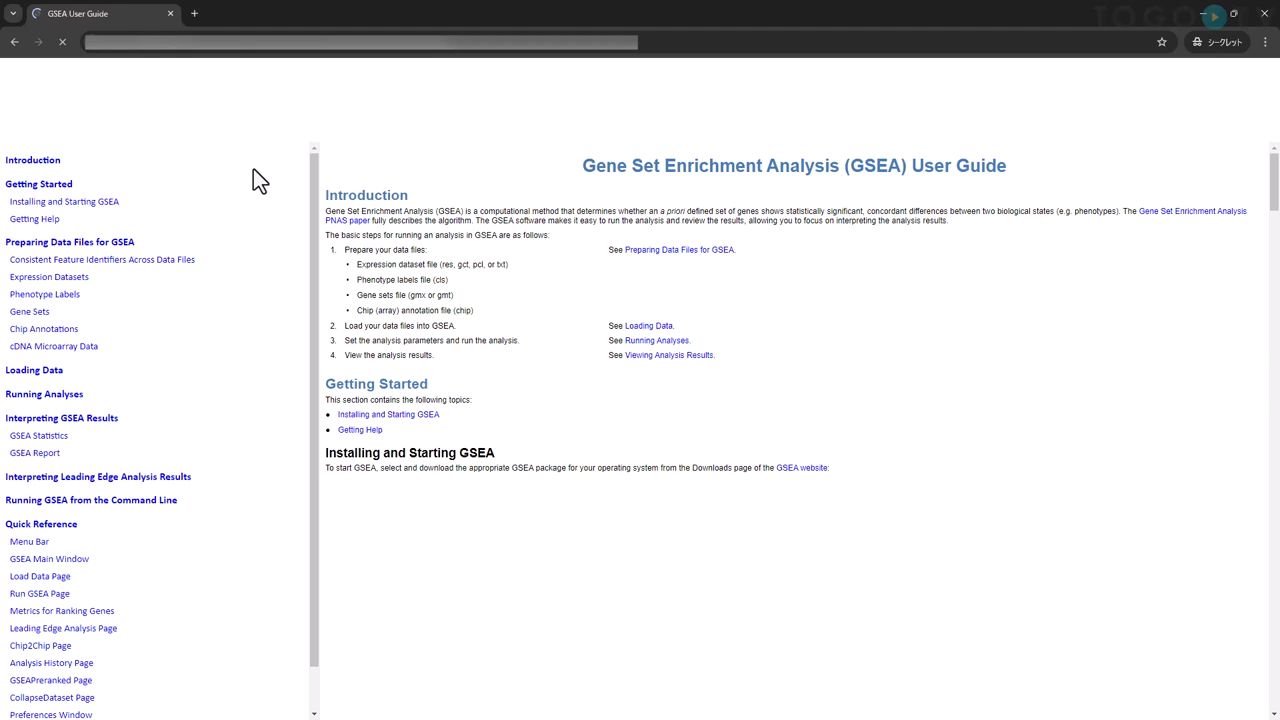 GSEA User Guide
シークレット
Introduction
Getting Started
Installing and Starting GSEA
Getting Help
Preparing Data Files for GSEA
Consistent Feature Identifiers Across Data Files
Expression Datasets
Phenotype Labels
Gene Sets
Chip Annotations
cDNA Microarray Data
Loading Data
Running Analyses
Interpreting GSEA Results
GSEA Statistics
GSEA Report
Interpreting Leading Edge Analysis Results
Running GSEA from the Command Line
Quick Reference
Menu Bar
GSEA Main Window
Load Data Page
Run GSEA Page
Metrics for Ranking Genes
Leading Edge Analysis Page
Chip2Chip Page
Analysis History Page
GSEAPreranked Page
CollapseDataset Page
Preferences Window
Gene Set Enrichment Analysis (GSEA) User Guide
Introduction
Gene Set Enrichment Analysis (GSEA) is a computational method that determines whether an a priori defined set of genes shows statistically significant, concordant differences between two biological states (e.g. phenotypes). The Gene Set Enrichment Analysis
PNAS paper fully describes the algorithm. The GSEA software makes it easy to run the analysis and review the results, allowing you to focus on interpreting the analysis results.
The basic steps for running an analysis in GSEA are as follows:
1. Prepare your data files: See Preparing Data Files for GSEA.
• Expression dataset file (res, gct, pcl, or txt)
• Phenotype labels file (cls)
• Gene sets file (gmx or gmt)
• Chip (array) annotation file (chip)
2. Load your data files into GSEA. See Loading Data.
3. Set the analysis parameters and run the analysis. See Running Analyses.
4. View the analysis results. See Viewing Analysis Results.
Getting Started
This section contains the following topics:
• Installing and Starting GSEA
• Getting Help
Installing and Starting GSEA
To start GSEA, select and download the appropriate GSEA package for your operating system from the Downloads page of the GSEA website: